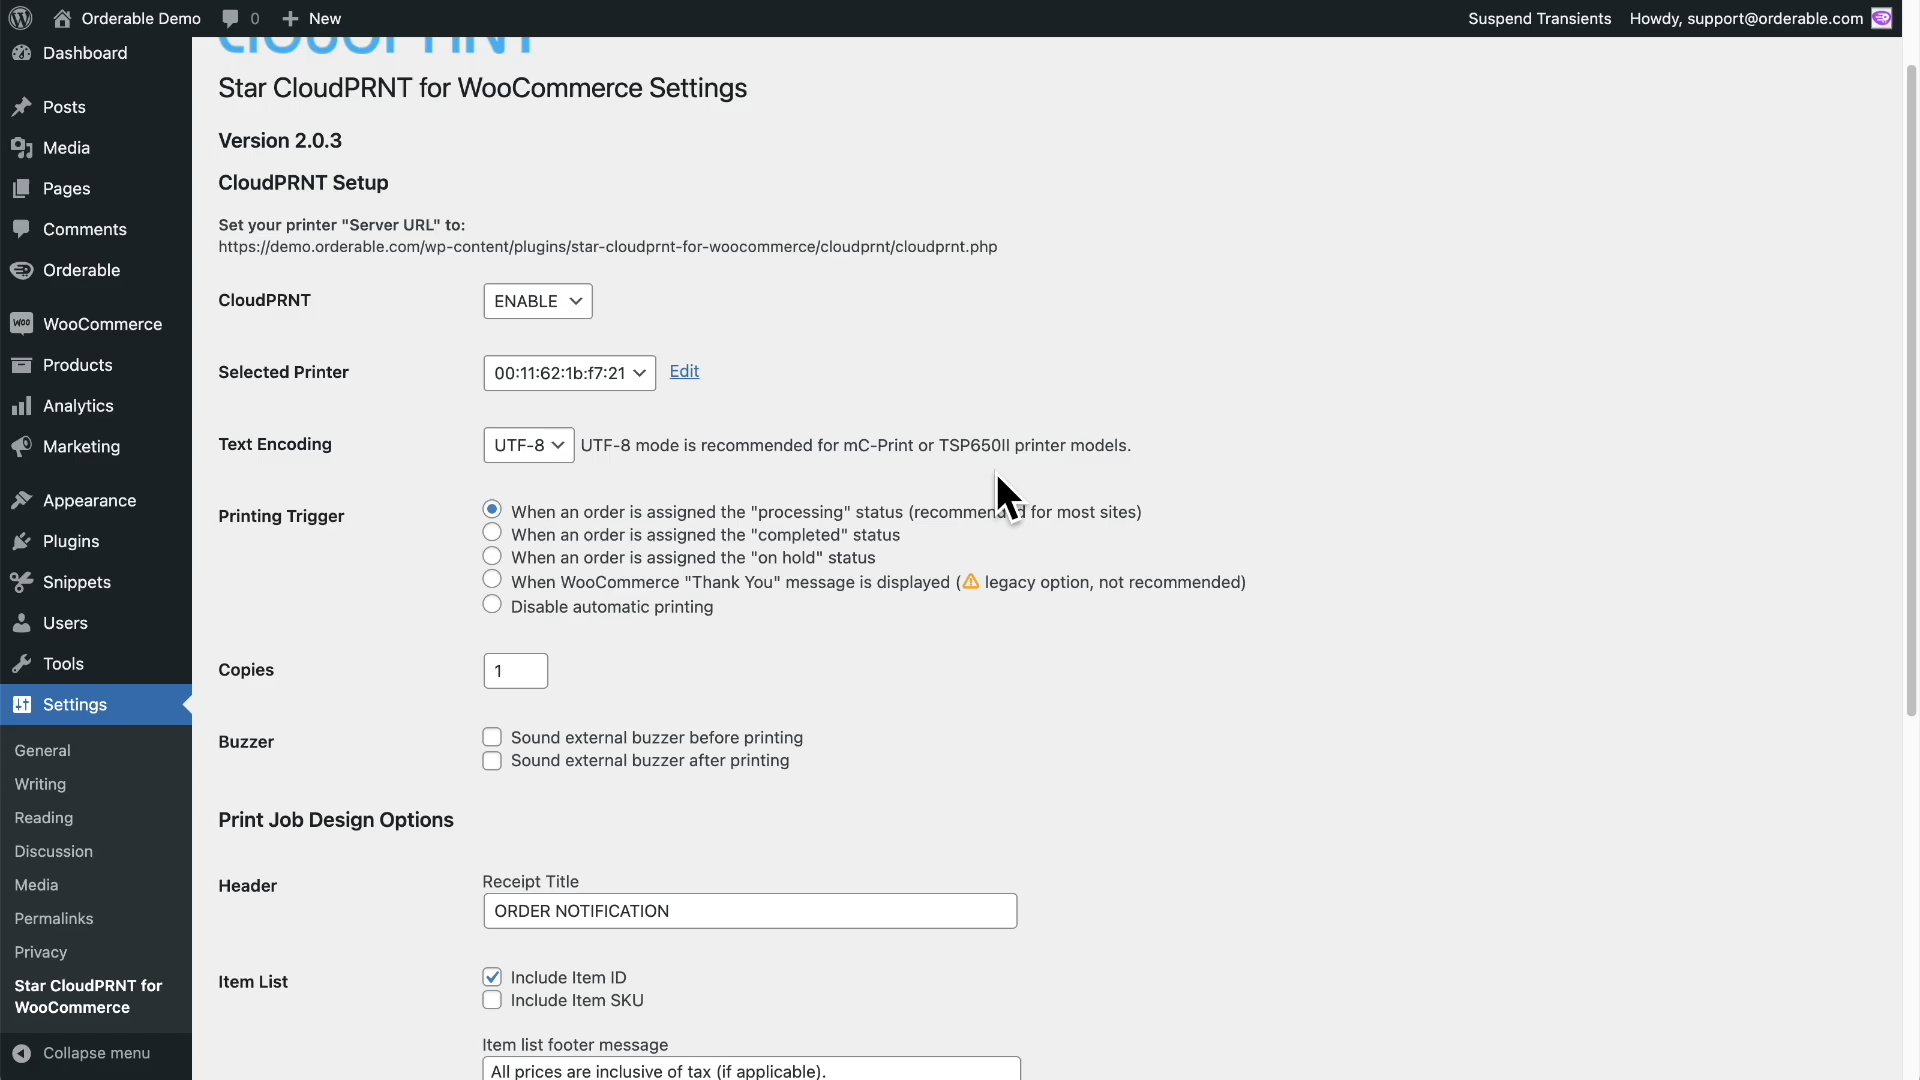 Orderable Demo
0
New
Suspend Transients
Howdy, support@orderable.com
Dashboard
Posts
Media
Pages
Comments
Orderable
WooCommerce
Products
Analytics
Marketing
Appearance
Plugins
Snippets
Users
Tools
Settings
General
Writing
Reading
Discussion
Media
Permalinks
Privacy
Star CloudPRNT for
WooCommerce
Collapse menu
Star CloudPRNT for WooCommerce Settings
Version 2.0.3
CloudPRNT Setup
Set your printer "Server URL" to:
https://demo.orderable.com/wp-content/plugins/star-cloudprnt-for-woocommerce/cloudprnt/cloudprnt.php
CloudPRNT
ENABLE
Selected Printer
00:11:62:1b:f7:21
Edit
Text Encoding
UTF-8
UTF-8 mode is recommended for mC-Print or TSP650II printer models.
Printing Trigger
When an order is assigned the "processing" status (recommended for most sites)
When an order is assigned the "completed" status
When an order is assigned the "on hold" status
When WooCommerce "Thank You" message is displayed (⚠ legacy option, not recommended)
Disable automatic printing
Copies
1
Buzzer
Sound external buzzer before printing
Sound external buzzer after printing
Print Job Design Options
Header
Receipt Title
ORDER NOTIFICATION
Item List
Include Item ID
Include Item SKU
Item list footer message
All prices are inclusive of tax (if applicable).